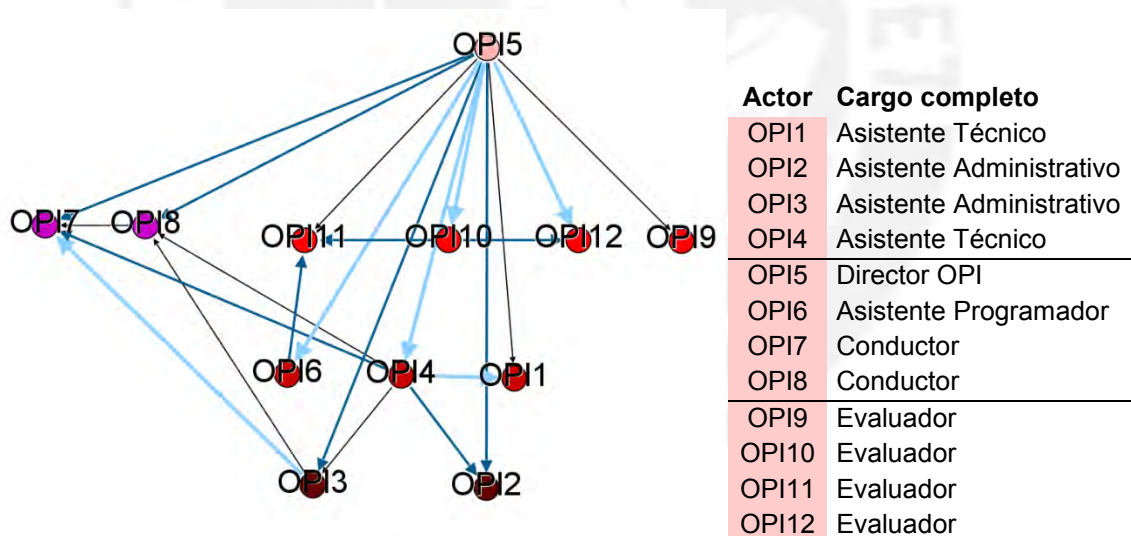 OPI5
OPI7 OPI8
OPI11 OPI10 OPI12 OPI9
OPI6 OPI4 OPI1
OPI3 OPI2
Actor Cargo completo
OPI1 Asistente Técnico
OPI2 Asistente Administrativo
OPI3 Asistente Administrativo
OPI4 Asistente Técnico
OPI5 Director OPI
OPI6 Asistente Programador
OPI7 Conductor
OPI8 Conductor
OPI9 Evaluador
OPI10 Evaluador
OPI11 Evaluador
OPI12 Evaluador